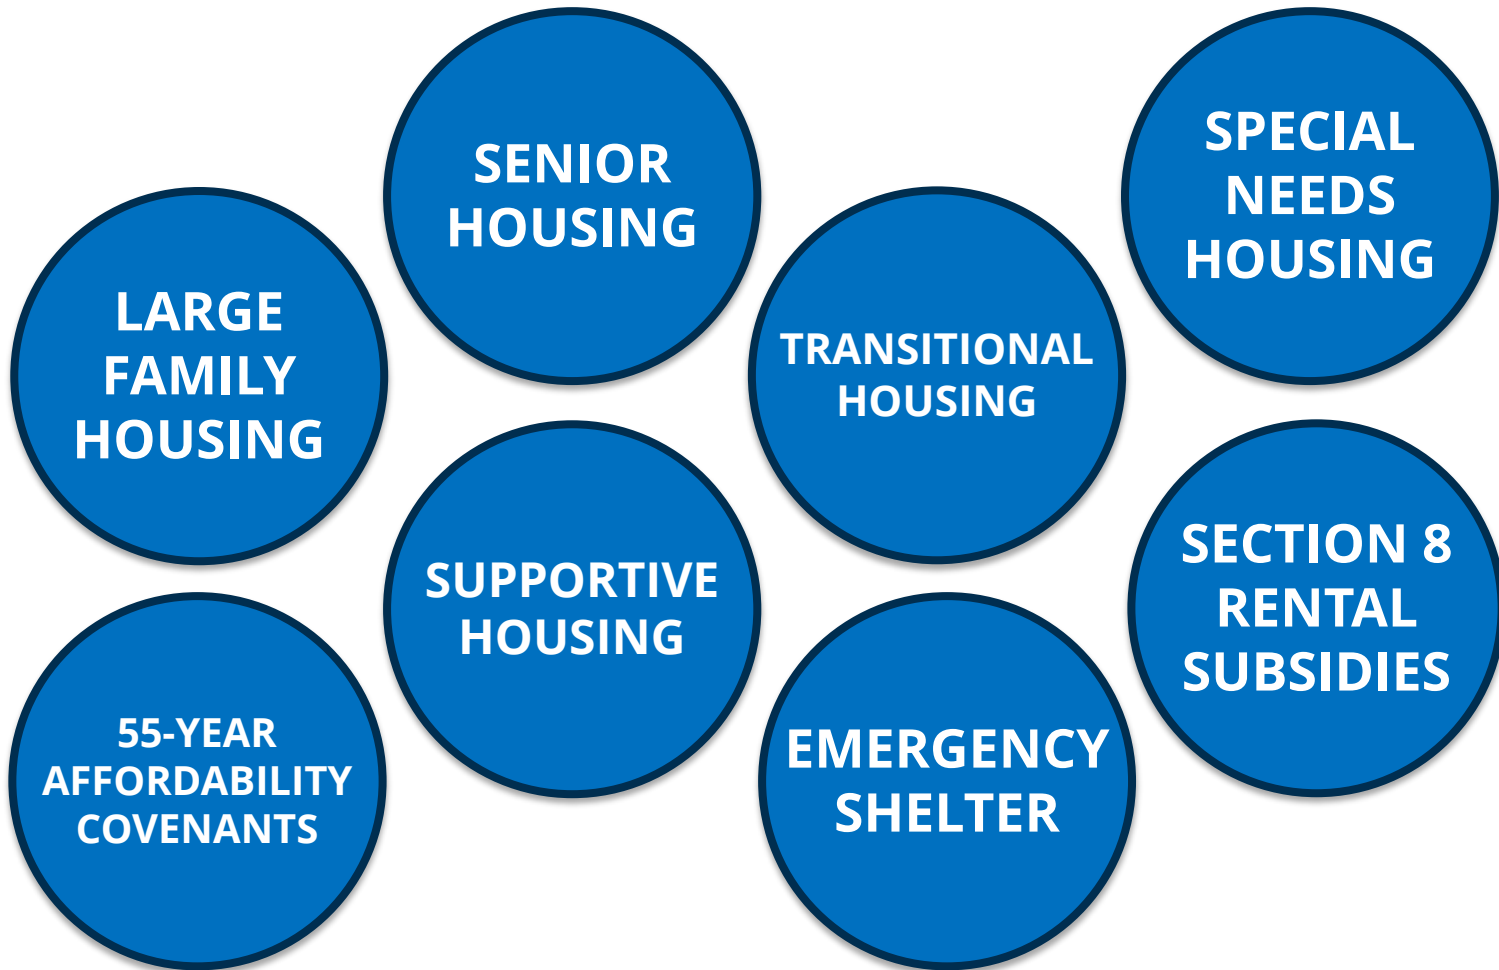 SENIOR
HOUSING
SPECIAL
NEEDS
HOUSING
LARGE
FAMILY
HOUSING
TRANSITIONAL
HOUSING
SUPPORTIVE
HOUSING
SECTION 8
RENTAL
SUBSIDIES
55-YEAR
AFFORDABILITY
COVENANTS
EMERGENCY
SHELTER